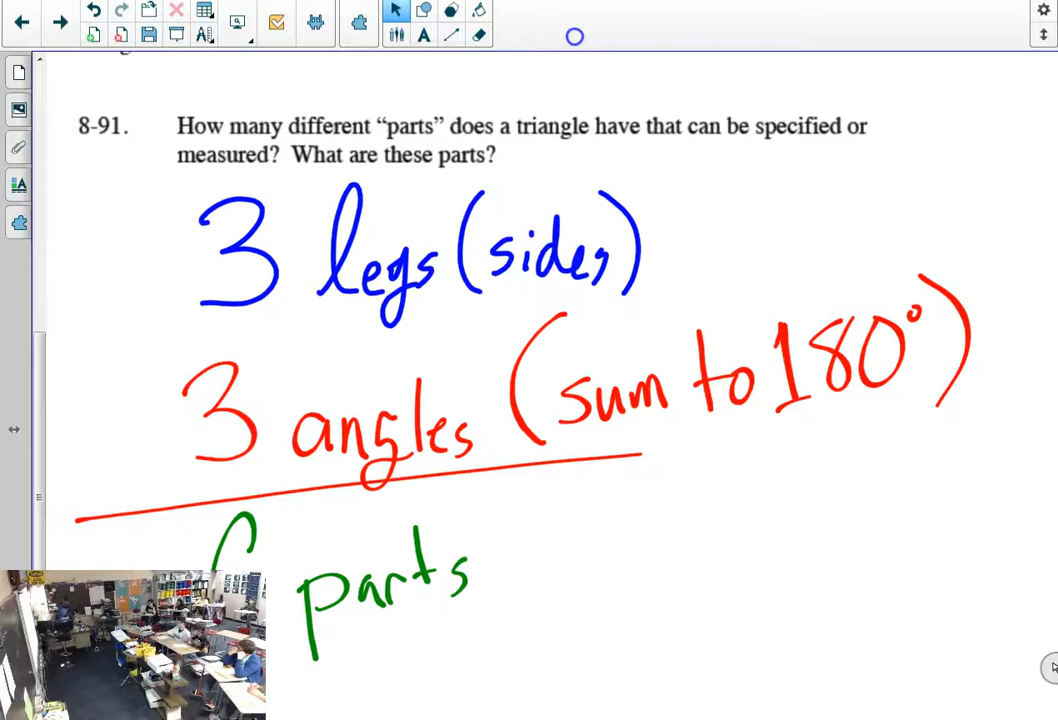 8-91. How many different “parts” does a triangle have that can be specified or
measured? What are these parts?
3 legs (sides)
3 angles (sum to 180°)
parts